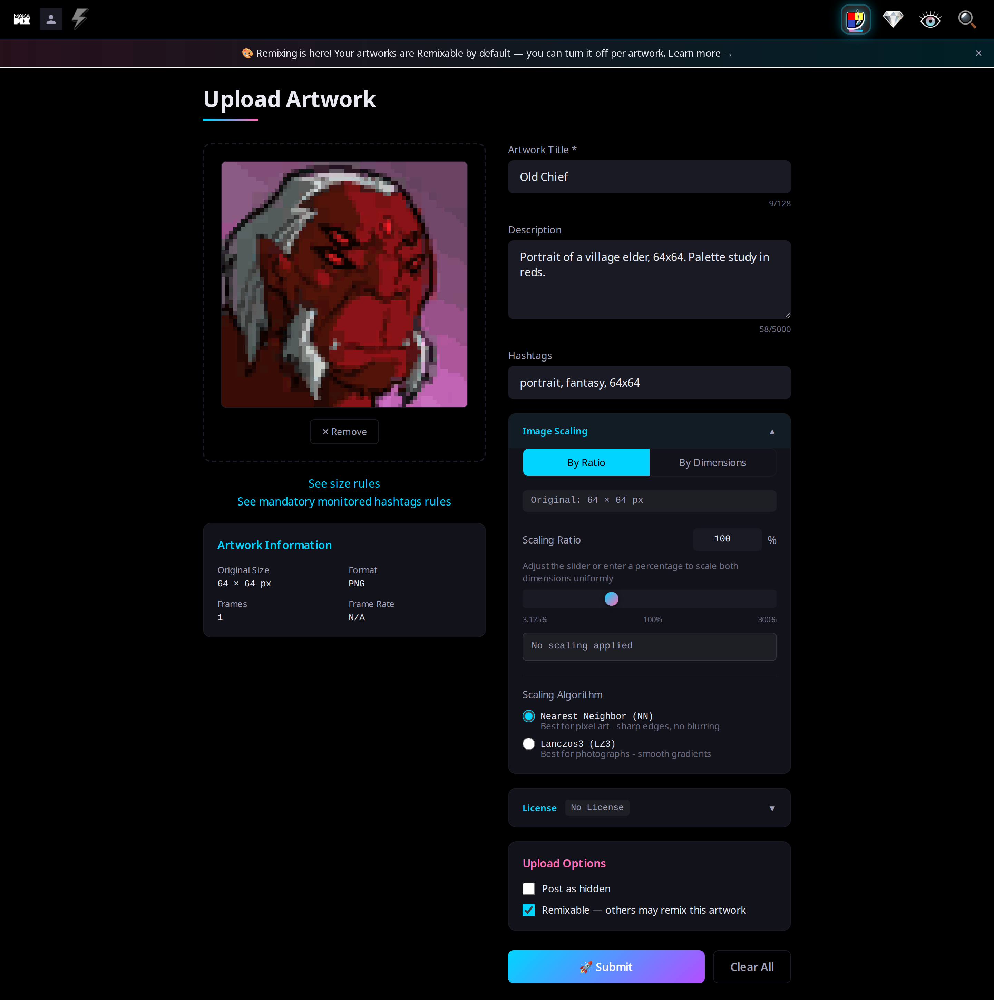 MAKA
PIX
🎨 Remixing is here! Your artworks are Remixable by default — you can turn it off per artwork. Learn more →
×
Upload Artwork
✕ Remove
See size rules
See mandatory monitored hashtags rules
Artwork Information
Original Size
64 × 64 px
Format
PNG
Frames
1
Frame Rate
N/A
Artwork Title *
Old Chief
9/128
Description
Portrait of a village elder, 64x64. Palette study in
reds.
58/5000
Hashtags
portrait, fantasy, 64x64
Image Scaling ▲
By Ratio
By Dimensions
Original: 64 × 64 px
Scaling Ratio
100
%
Adjust the slider or enter a percentage to scale both
dimensions uniformly
3.125%
100%
300%
No scaling applied
Scaling Algorithm
Nearest Neighbor (NN)
Best for pixel art - sharp edges, no blurring
Lanczos3 (LZ3)
Best for photographs - smooth gradients
License
No License
▼
Upload Options
Post as hidden
Remixable — others may remix this artwork
🚀 Submit
Clear All